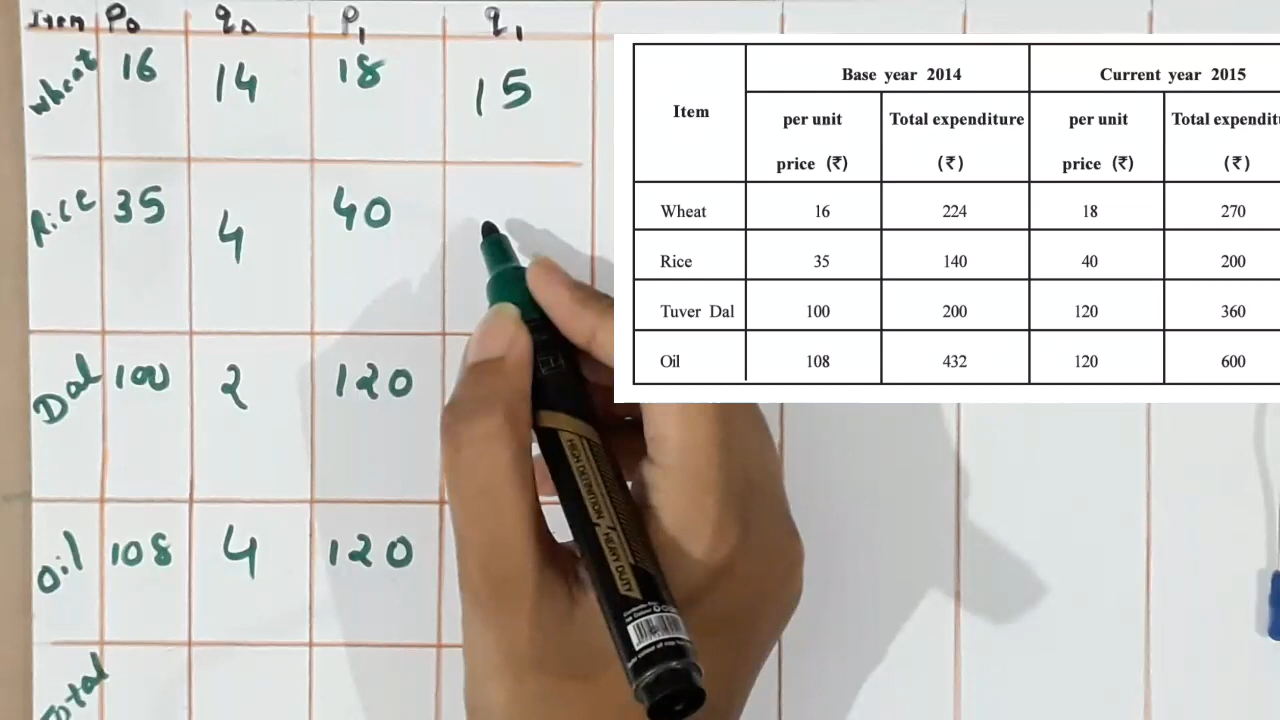 Item P0 q0 P1 q1
Wheat 16 14 18 15
Rice 35 4 40
Dal 100 2 120
Oil 108 4 120
Total
Item Base year 2014 Current year 2015
per unit price (₹) Total expenditure (₹) per unit price (₹) Total expenditu (₹)
Wheat 16 224 18 270
Rice 35 140 40 200
Tuver Dal 100 200 120 360
Oil 108 432 120 600
HIGH DEFINITION
HEAVY DUTY